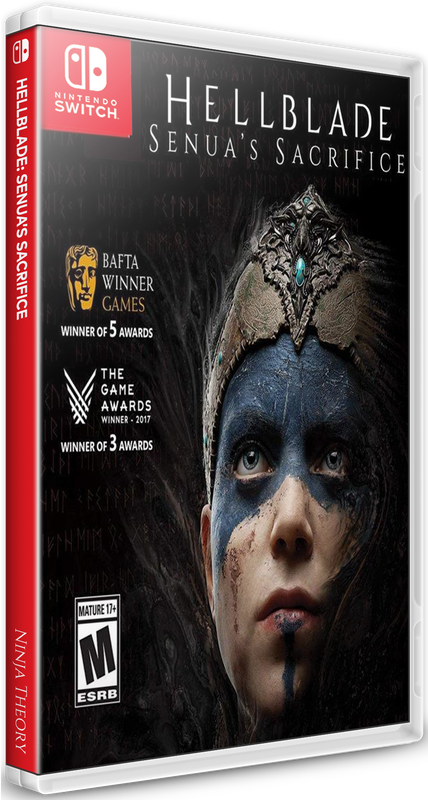 NINTENDO
SWITCH
HELLBLADE
SENUA'S SACRIFICE
BAFTA
WINNER
GAMES
WINNER OF 5 AWARDS
THE
GAME
AWARDS
WINNER - 2017
WINNER OF 3 AWARDS
MATURE 17+
M
ESRB
HELLBLADE: SENUA'S SACRIFICE
NINJA THEORY